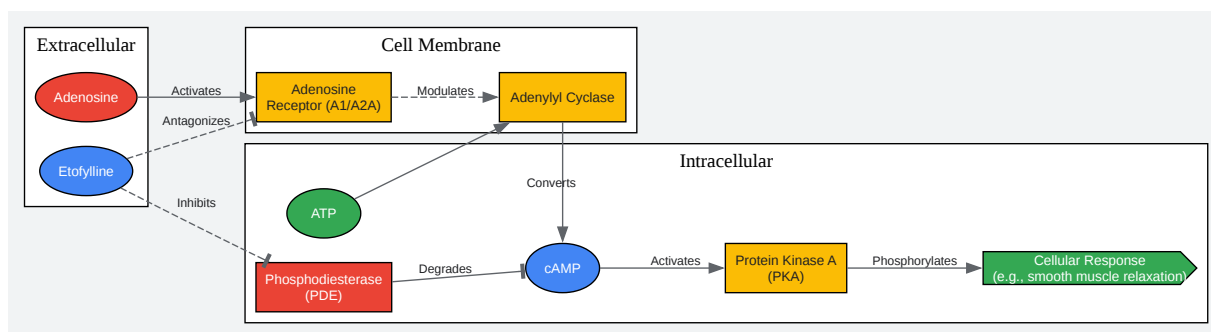 Extracellular
Cell Membrane
Adenosine
Activates
Adenosine
Receptor (A1/A2A)
Modulates
Adenylyl Cyclase
Antagonizes
Etofylline
Intracellular
Converts
Inhibits
ATP
Phosphodiesterase
(PDE)
Degrades
cAMP
Activates
Protein Kinase A
(PKA)
Phosphorylates
Cellular Response
(e.g., smooth muscle relaxation)